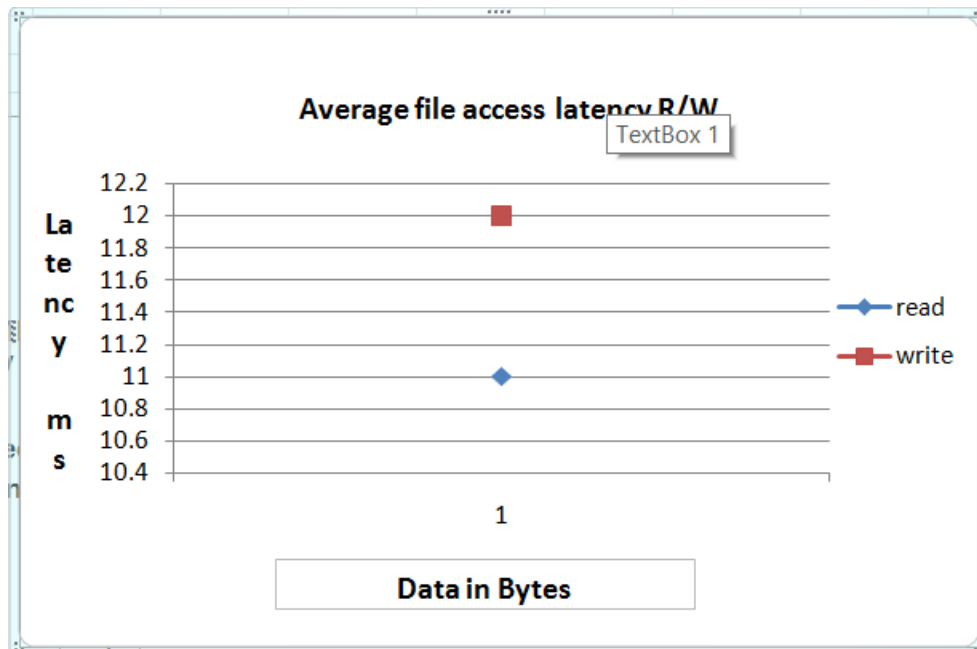 Average file access latency R/W
TextBox 1
12.2
12
11.8
11.6
11.4
11.2
11
10.8
10.6
10.4
La
te
nc
y
m
s
read
write
1
Data in Bytes